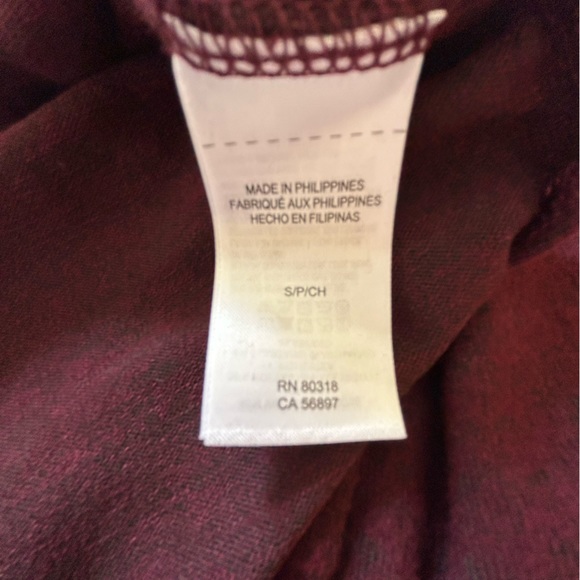 MADE IN PHILIPPINES
FABRIQUÉ AUX PHILIPPINES
HECHO EN FILIPINAS
S/P/CH
RN 80318
CA 56897